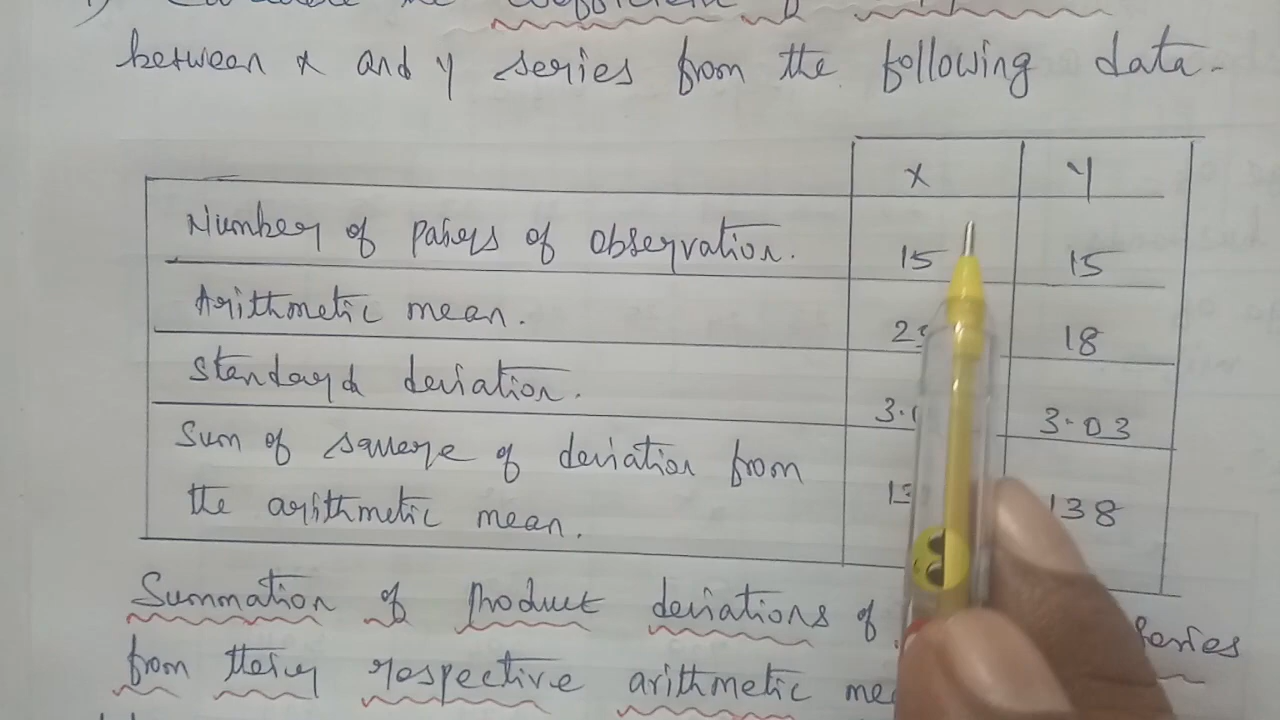 between x and y series from the following data.
x y
Number of pairs of observation. 15 15
Arithmetic mean. 18
Standard deviation. 3.03
Sum of square of deviation from
the arithmetic mean. 138
Summation of product deviations of series
from their respective arithmetic